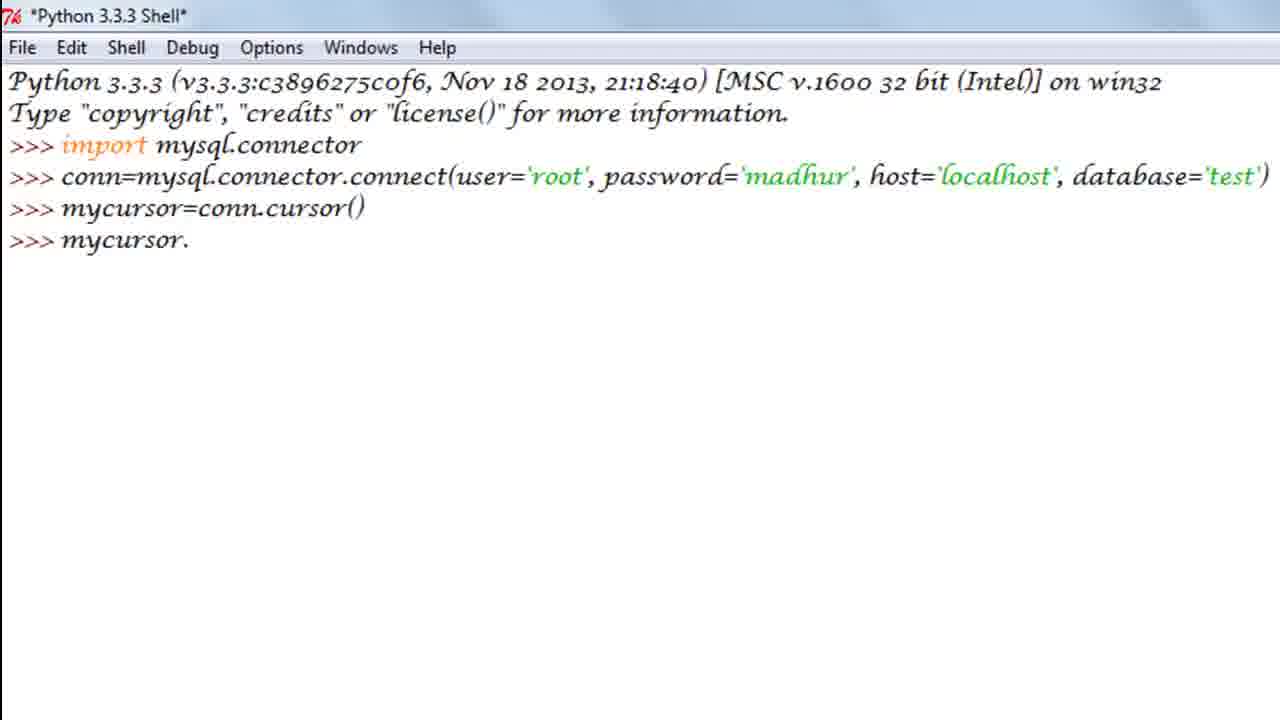 *Python 3.3.3 Shell*
File Edit Shell Debug Options Windows Help
Python 3.3.3 (v3.3.3:c3896275c0f6, Nov 18 2013, 21:18:40) [MSC v.1600 32 bit (Intel)] on win32
Type "copyright", "credits" or "license()" for more information.
>>> import mysql.connector
>>> conn=mysql.connector.connect(user='root', password='madhur', host='localhost', database='test')
>>> mycursor=conn.cursor()
>>> mycursor.